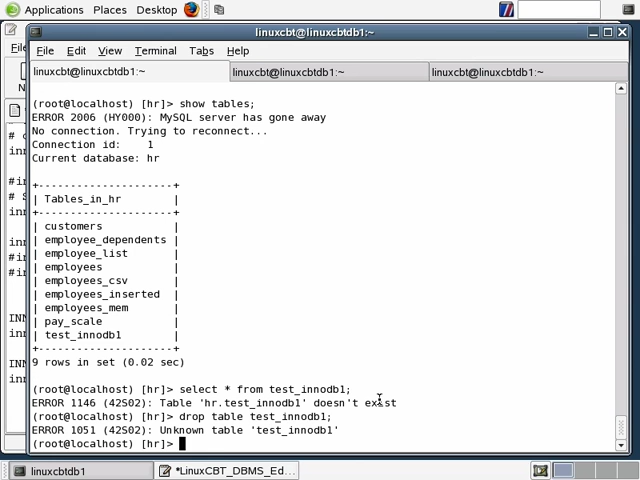 Applications Places Desktop
linuxcbt@linuxcbtdb1:~
File Edit View Terminal Tabs Help
linuxcbt@linuxcbtdb1:~ linuxcbt@linuxcbtdb1:~ linuxcbt@linuxcbtdb1:~
(root@localhost) [hr]> show tables;
ERROR 2006 (HY000): MySQL server has gone away
No connection. Trying to reconnect...
Connection id:    1
Current database: hr
+---------------------+
| Tables_in_hr        |
+---------------------+
| customers           |
| employee_dependents |
| employee_list       |
| employees           |
| employees_csv       |
| employees_inserted  |
| employees_mem       |
| pay_scale           |
| test_innodb1        |
+---------------------+
9 rows in set (0.02 sec)
(root@localhost) [hr]> select * from test_innodb1;
ERROR 1146 (42S02): Table 'hr.test_innodb1' doesn't exist
(root@localhost) [hr]> drop table test_innodb1;
ERROR 1051 (42S02): Unknown table 'test_innodb1'
(root@localhost) [hr]>
linuxcbtdb1 *LinuxCBT_DBMS_Ed...